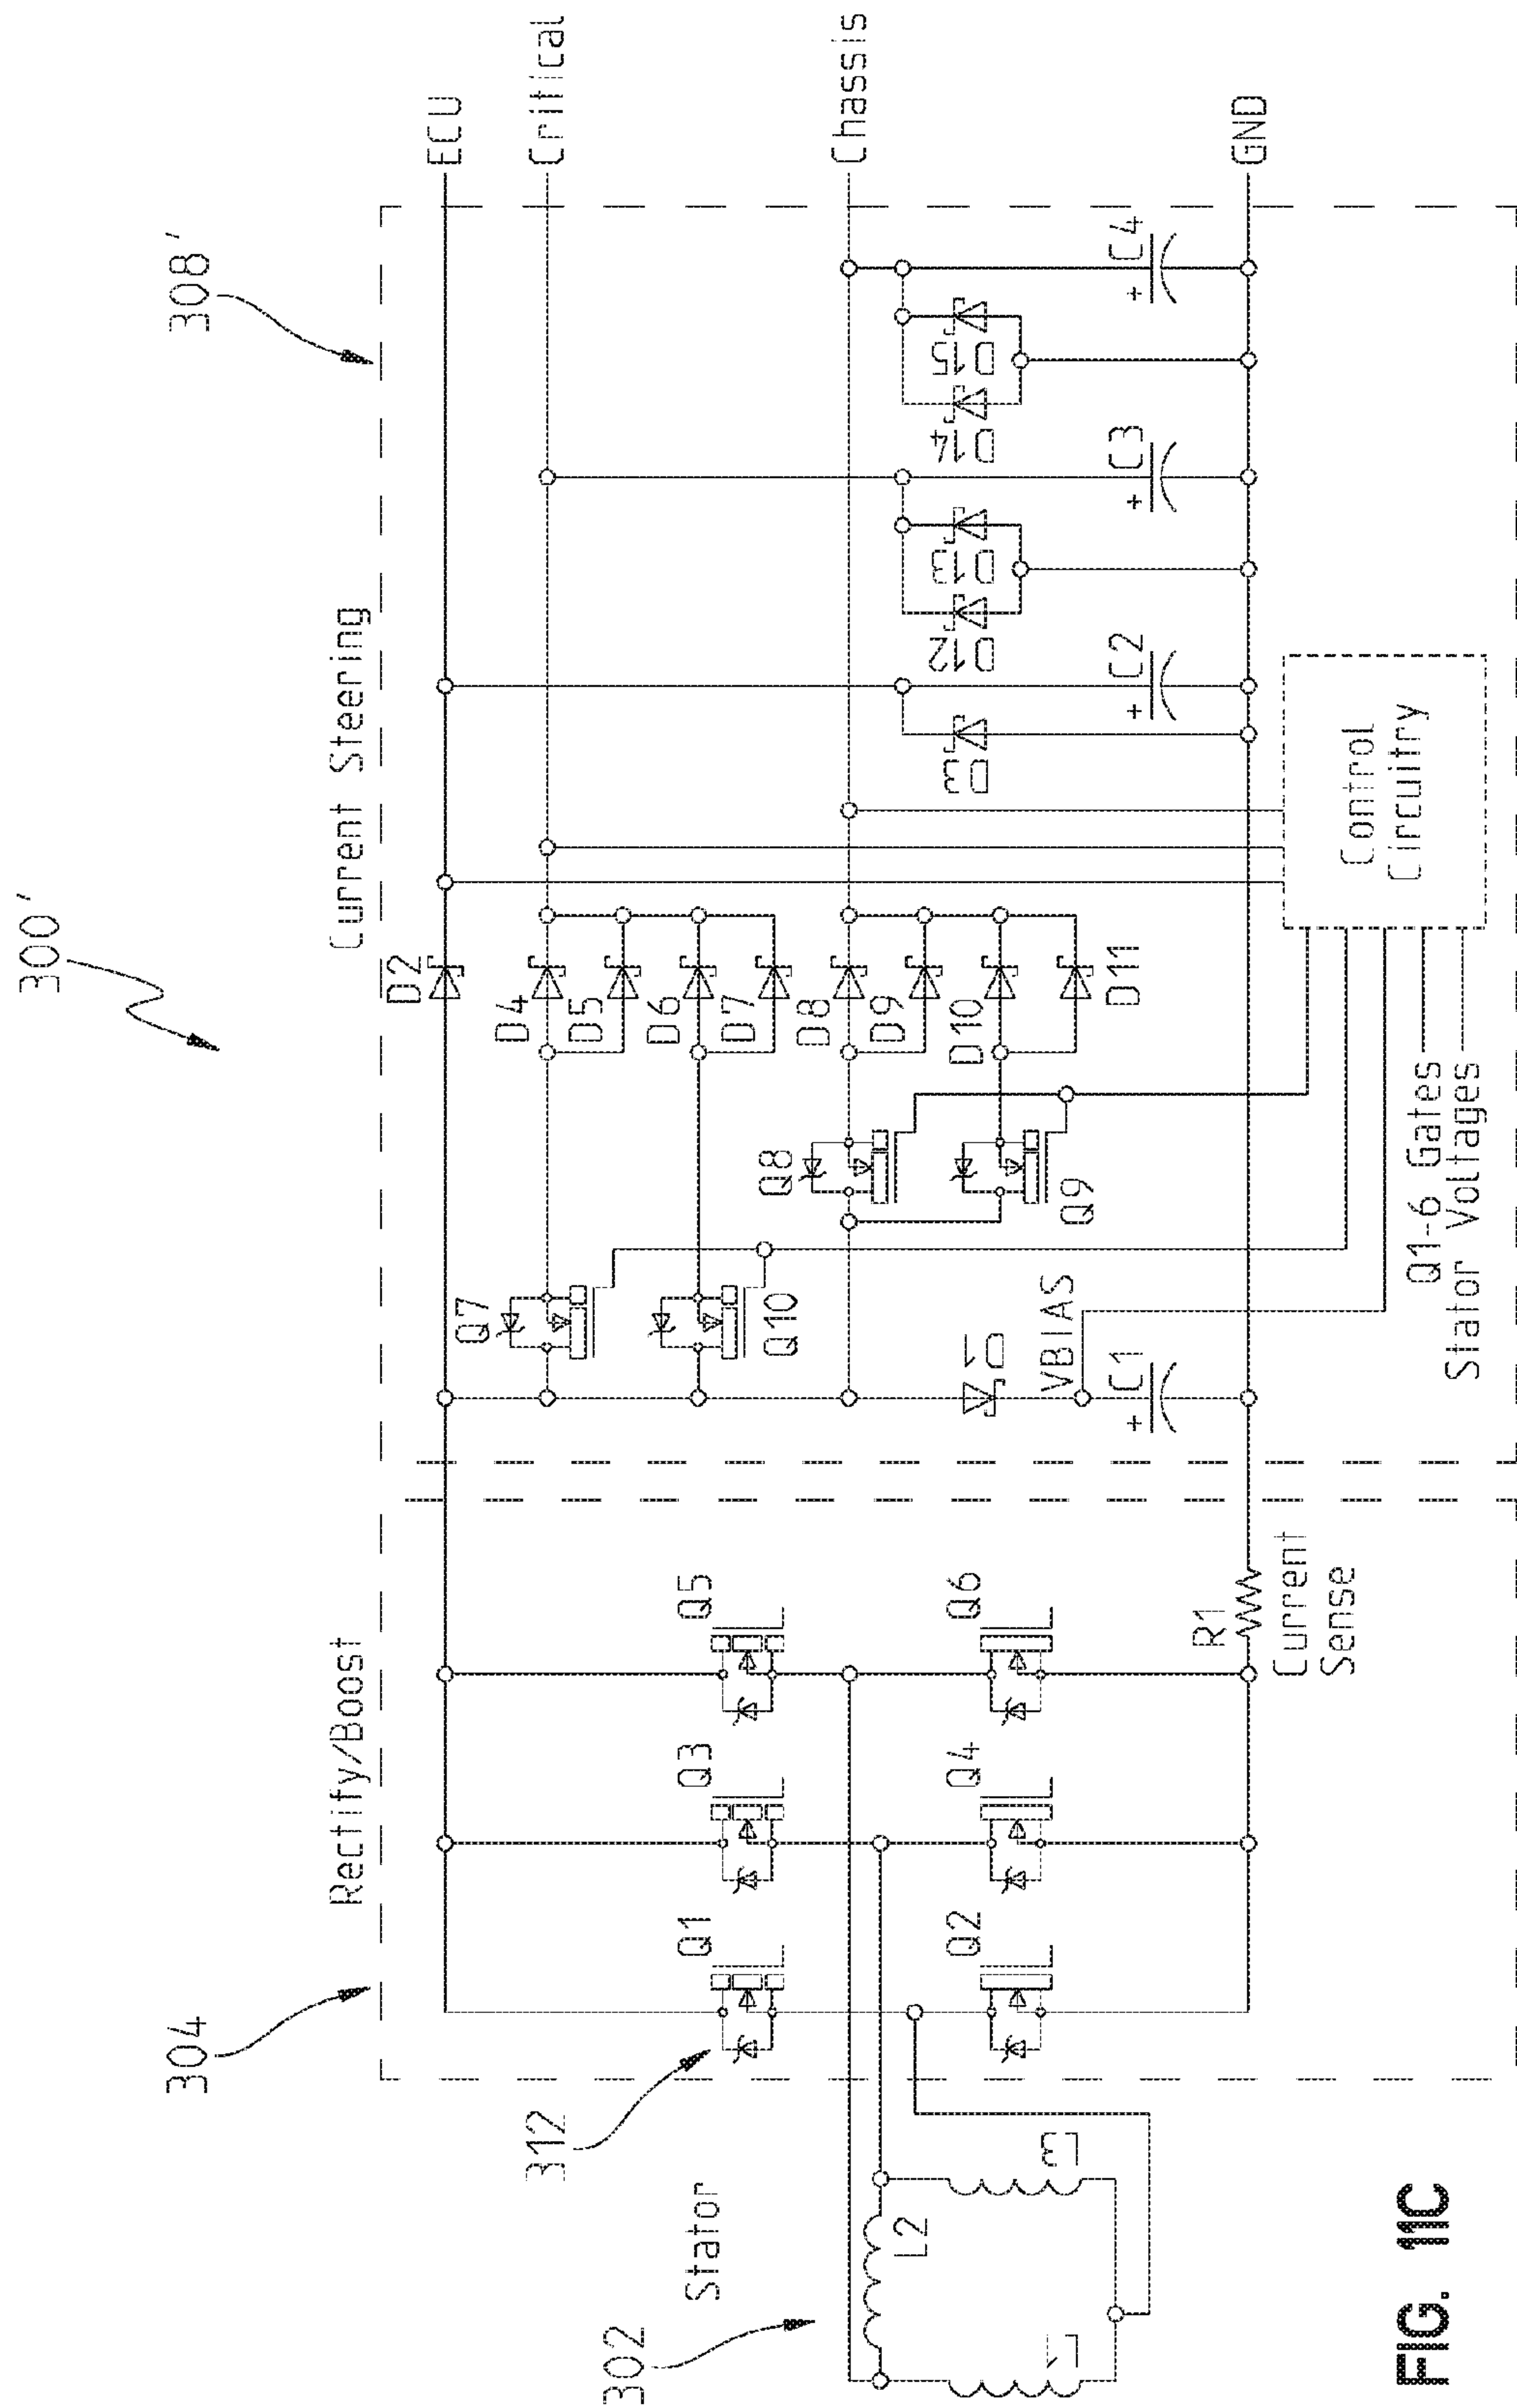 300'
304
308'
Rectify/Boost
Current Steering
302
Stator
312
L1
L2
L3
Q1
Q2
Q3
Q4
Q5
Q6
R1
Current
Sense
Q7
Q10
Q8
Q9
D1
VBIAS
C1
D2
D4
D5
D6
D7
D8
D9
D10
D11
Q1-6 Gates
Stator Voltages
Control
Circuitry
D3
C2
D12
D13
C3
D14
D15
C4
ECU
Critical
Chassis
GND
FIG. 11C